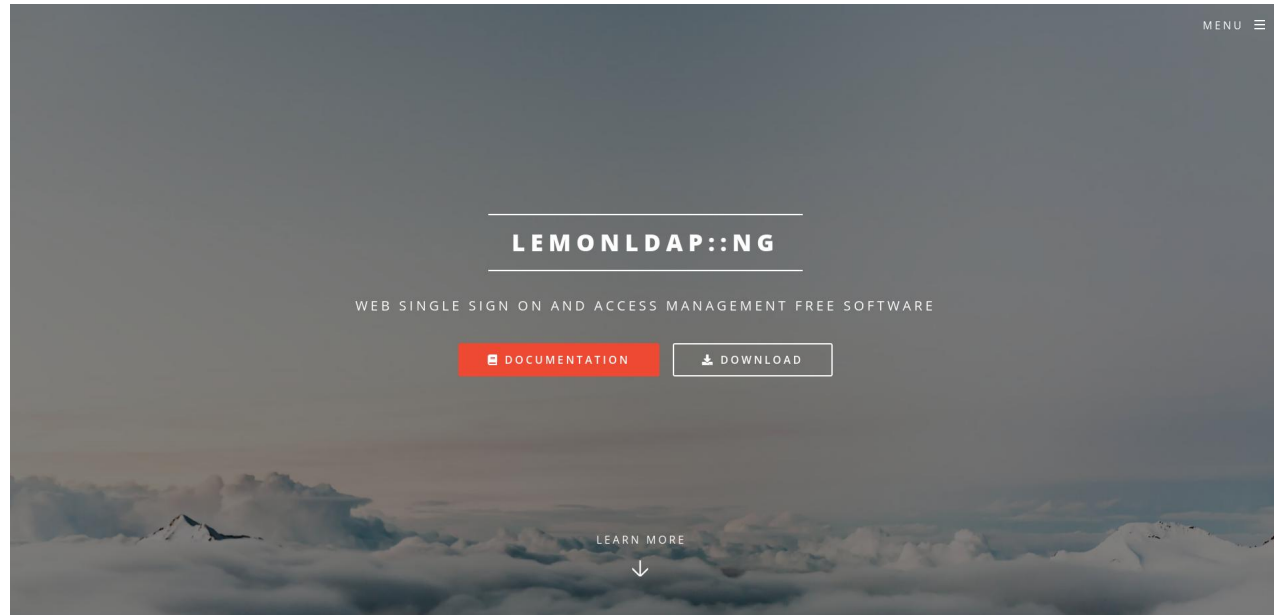 MENU
LEMONLDAP::NG
WEB SINGLE SIGN ON AND ACCESS MANAGEMENT FREE SOFTWARE
DOCUMENTATION
DOWNLOAD
LEARN MORE